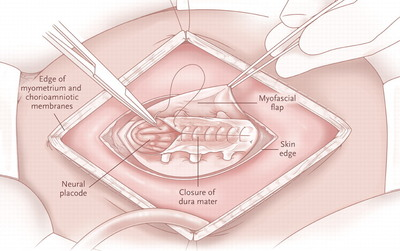 Edge of
myometrium and
chorioamniotic
membranes
Myofascial
flap
Skin
edge
Neural
placode
Closure of
dura mater